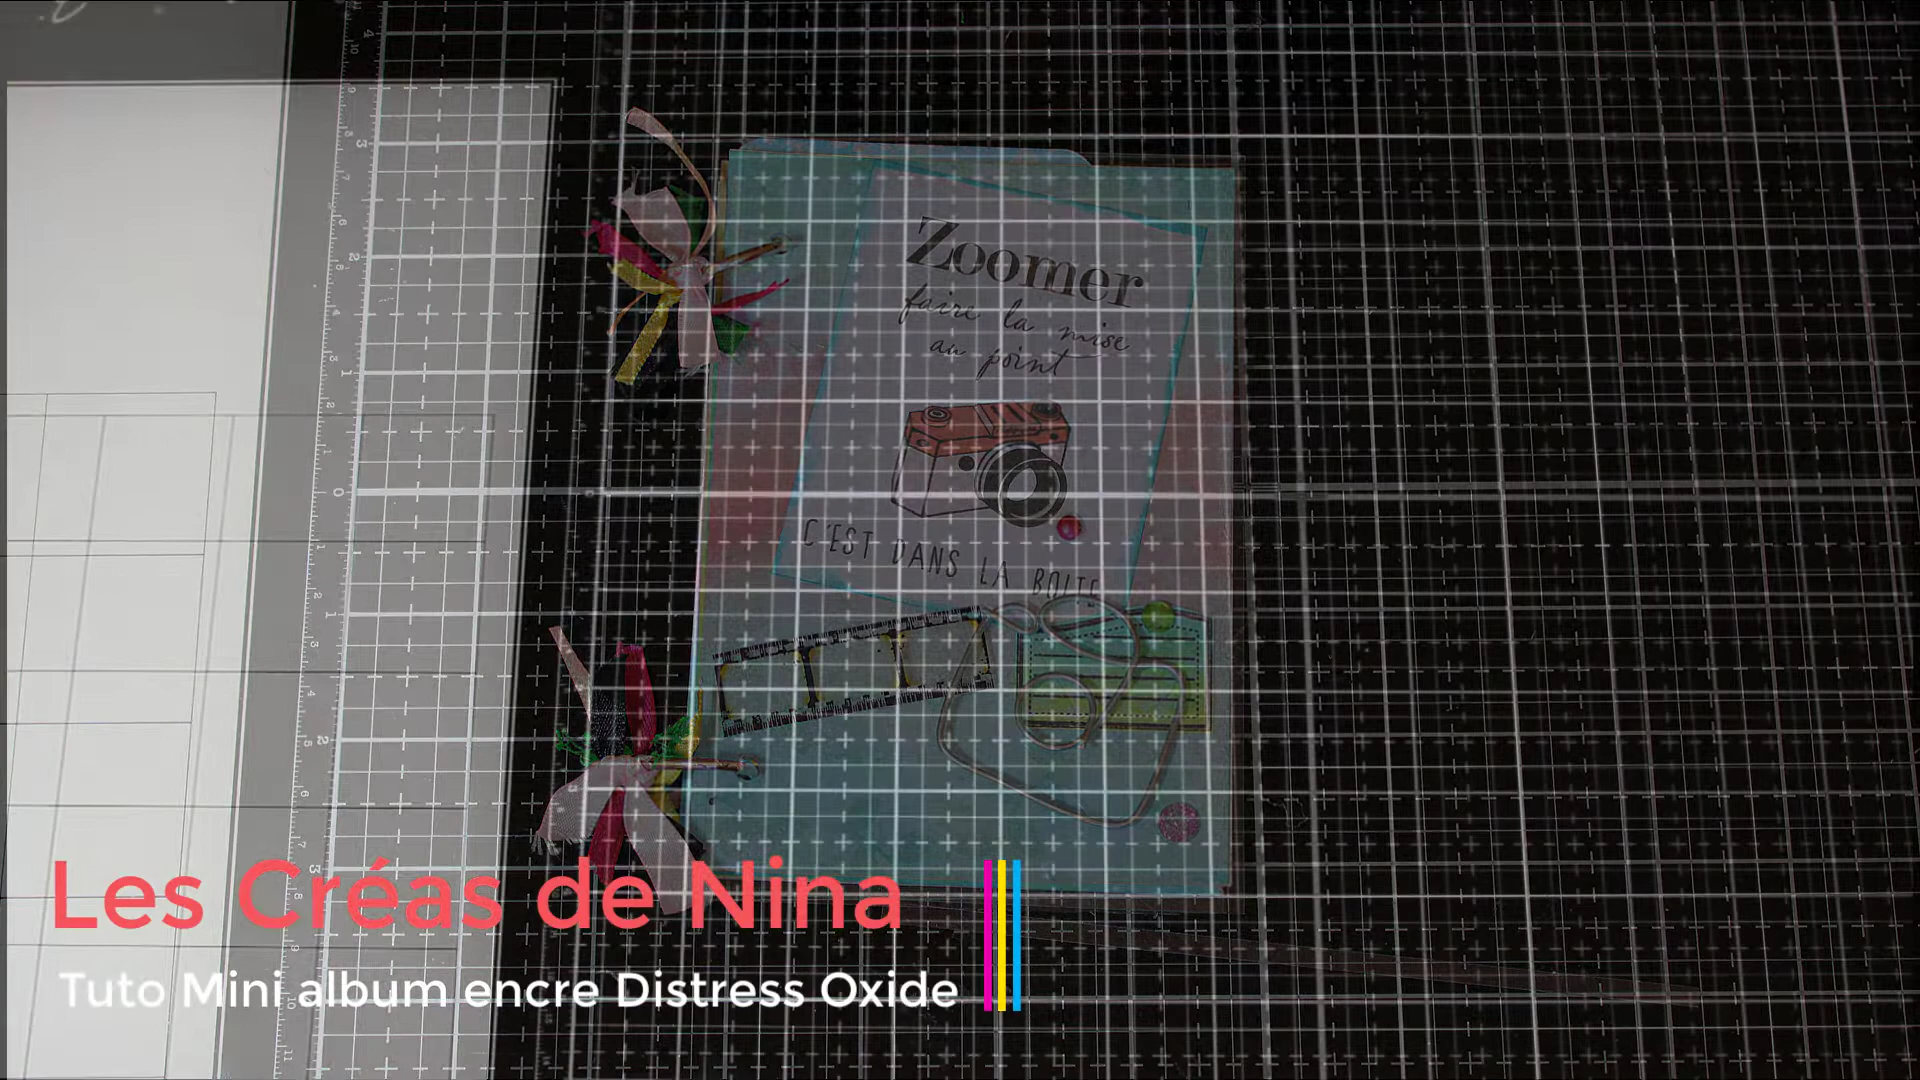 Zoomer
faire la mise
au point
C'EST DANS LA BOITE
Les Créas de Nina
Tuto Mini album encre Distress Oxide